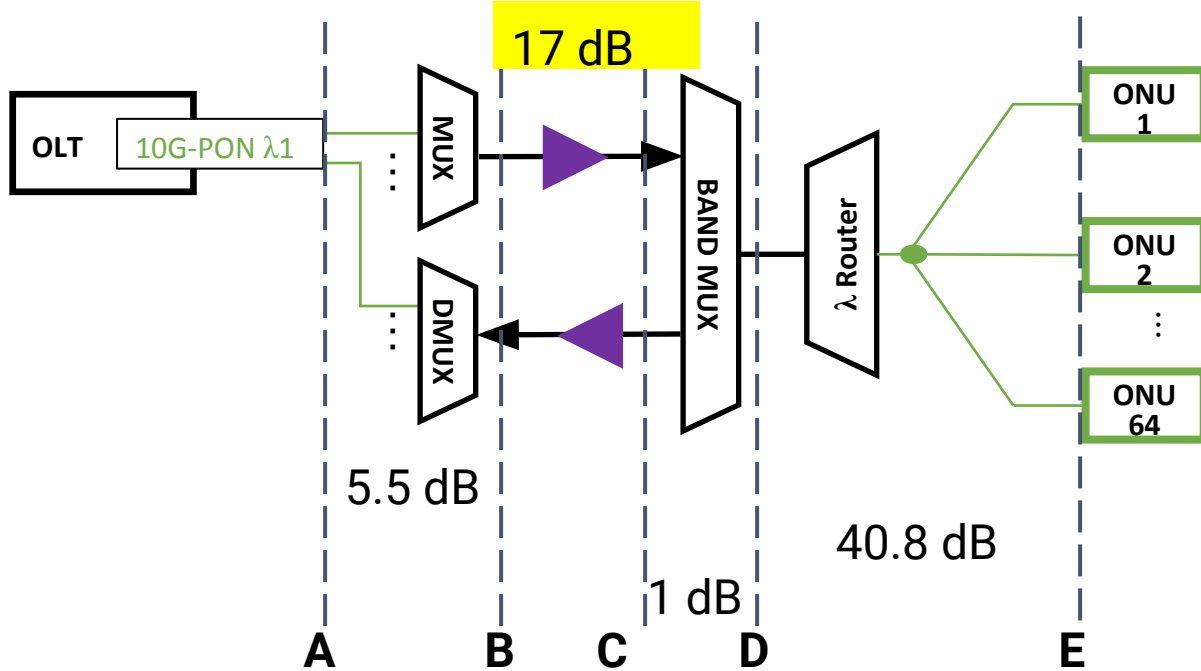 17 dB
OLT
10G-PON λ1
MUX
...
DMUX
...
BAND MUX
λ Router
ONU
1
ONU
2
...
ONU
64
5.5 dB
40.8 dB
1 dB
A
B
C
D
E